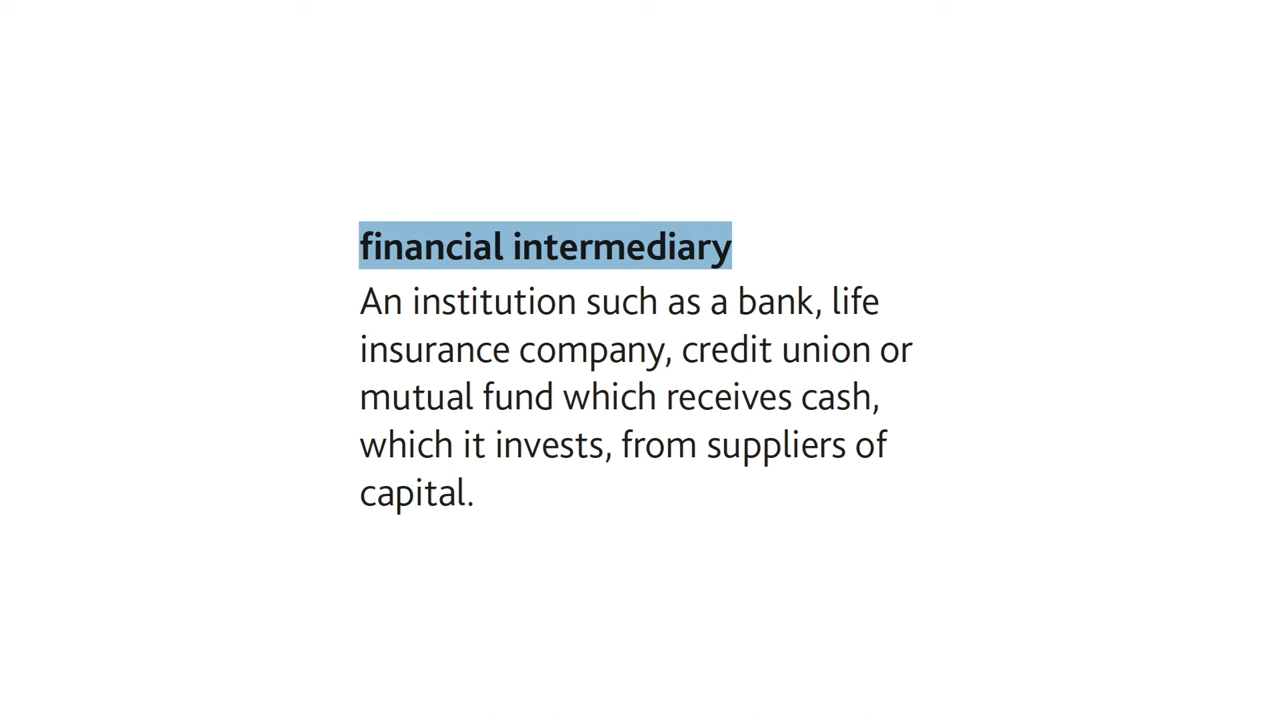 financial intermediary
An institution such as a bank, life
insurance company, credit union or
mutual fund which receives cash,
which it invests, from suppliers of
capital.